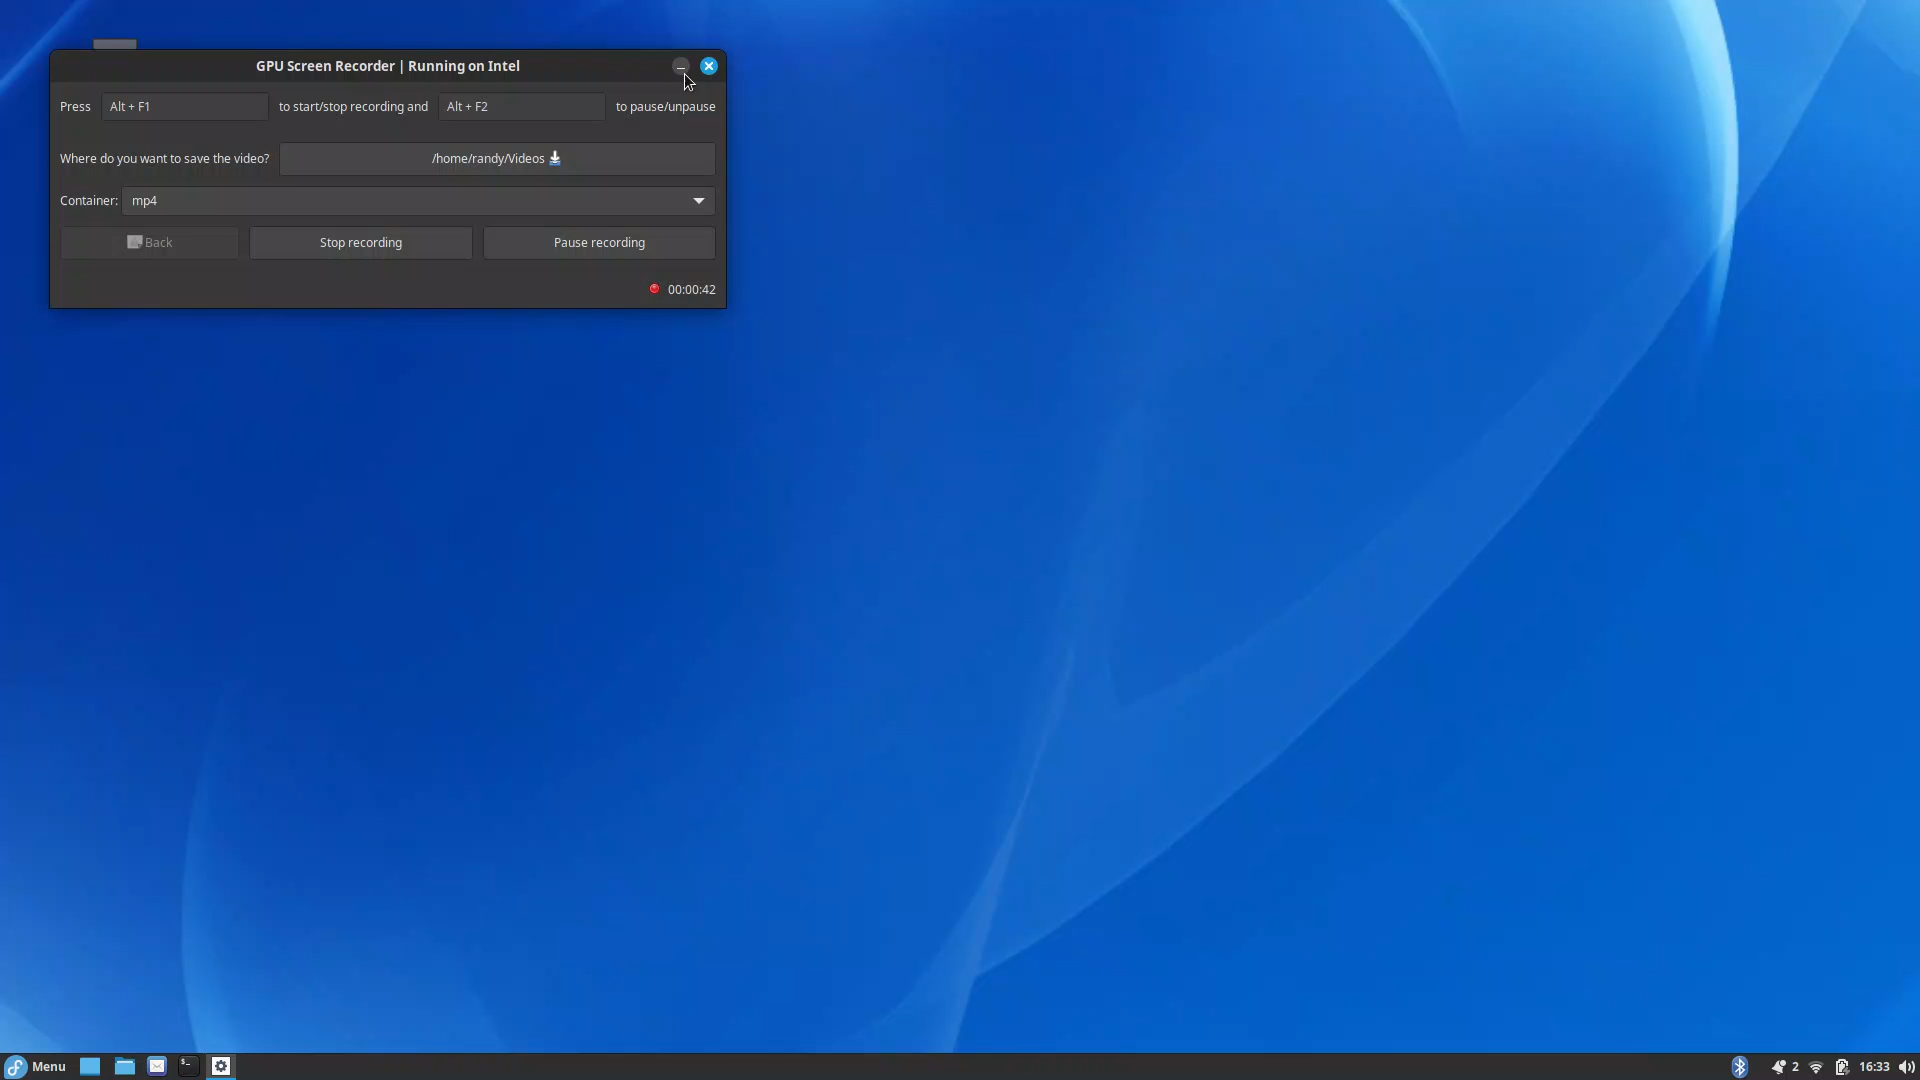 GPU Screen Recorder | Running on Intel
Press Alt + F1 to start/stop recording and Alt + F2 to pause/unpause
Where do you want to save the video? /home/randy/Videos
Container: mp4
Back Stop recording Pause recording
00:00:42
Menu 2 16:33